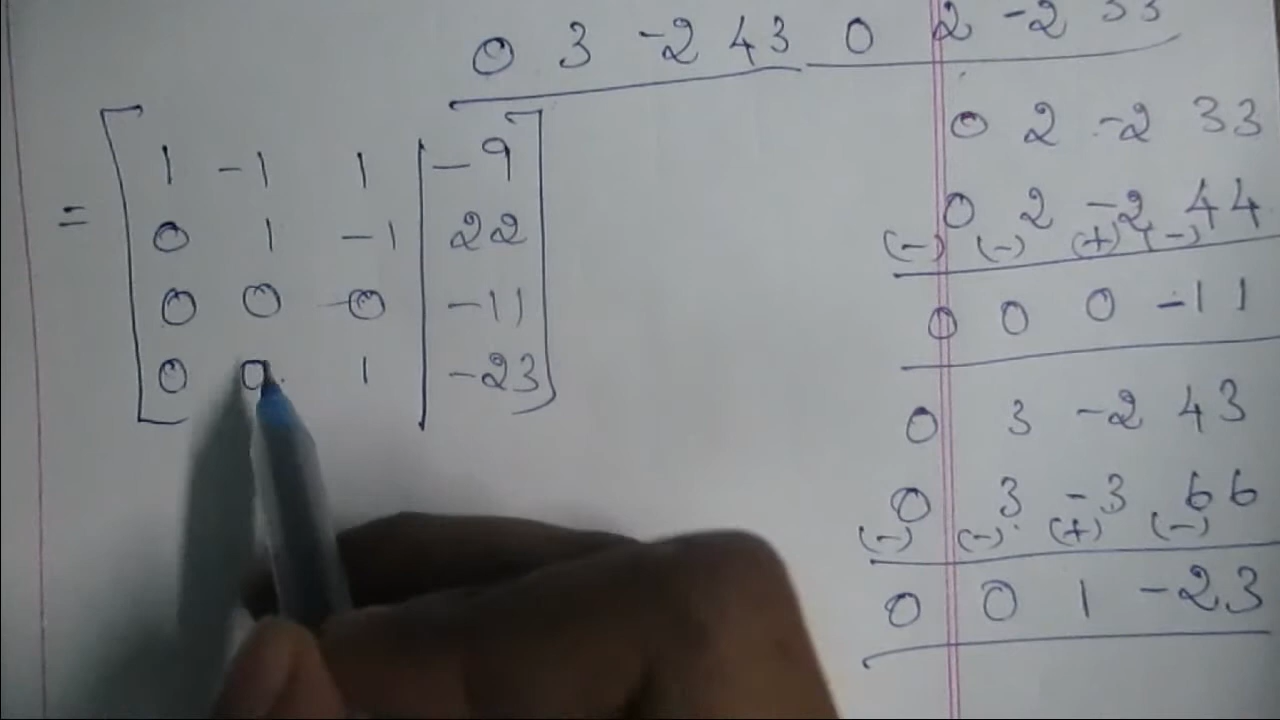 0 3 -2 43 0 2 -2 33
= 1 -1 1 -9
0 1 -1 22
0 0 0 -11
0 0 1 -23
0 2 -2 33
0 2 -2 44
(-) (-) (+) (-)
0 0 0 -11
0 3 -2 43
0 3 -3 66
(-) (-) (+) (-)
0 0 1 -23